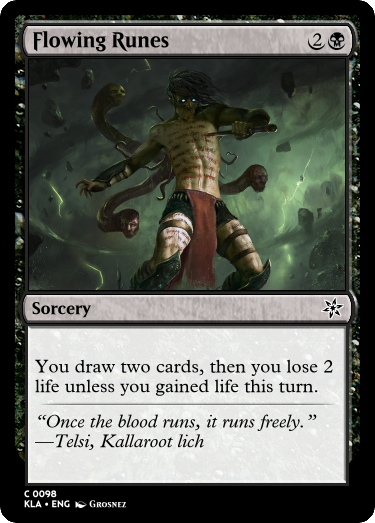 Flowing Runes 2
Sorcery
You draw two cards, then you lose 2
life unless you gained life this turn.
“Once the blood runs, it runs freely.”
—Telsi, Kallaroot lich
C 0098
KLA • ENG Grosnez